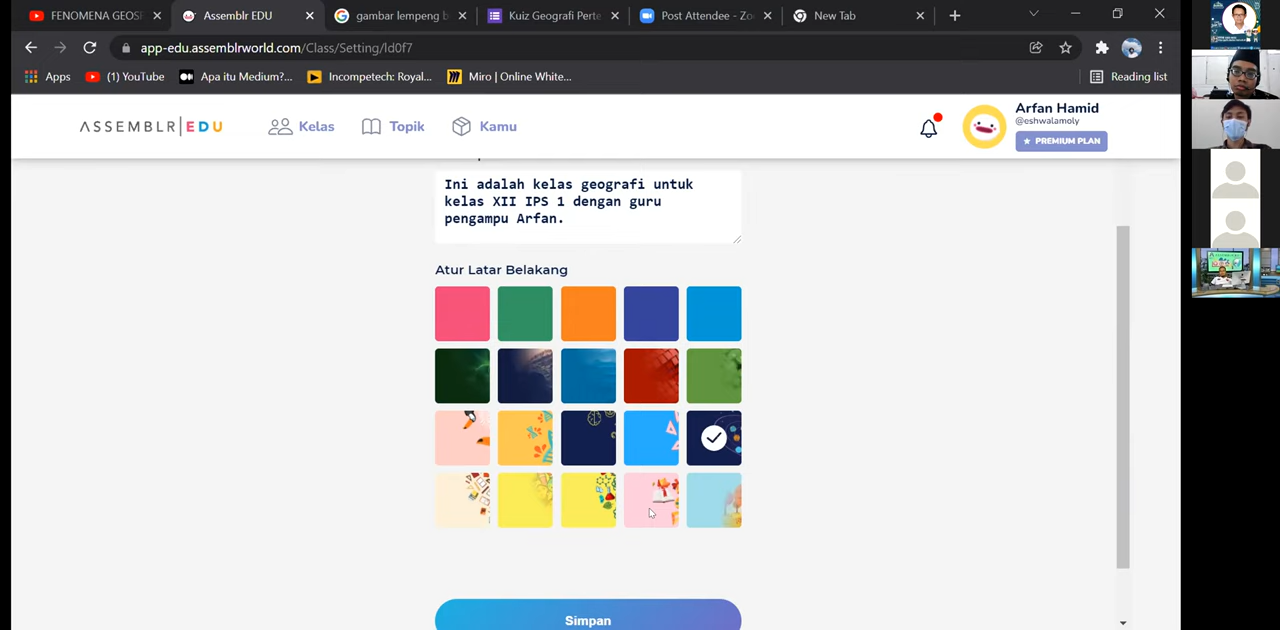 FENOMENA GEOSF
Assemblr EDU
gambar lempeng b
Kuiz Geografi Perte
Post Attendee - Zoo
New Tab
app-edu.assemblrworld.com/Class/Setting/ld0f7
Apps
(1) YouTube
Apa itu Medium?...
Incompetech: Royal...
Miro | Online White...
Reading list
ASSEMBLR|EDU
Kelas
Topik
Kamu
Arfan Hamid
@eshwalamoly
PREMIUM PLAN
Ini adalah kelas geografi untuk
kelas XII IPS 1 dengan guru
pengampu Arfan.
Atur Latar Belakang
Simpan